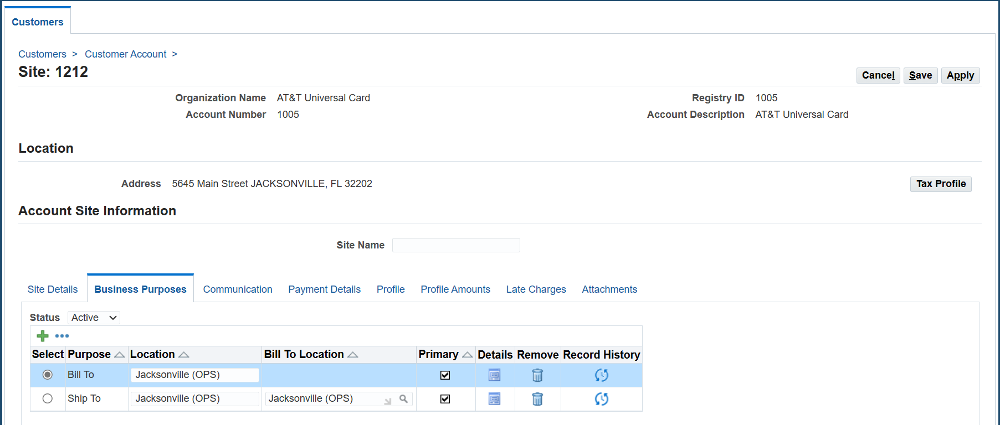 Customers
Customers > Customer Account >
Site: 1212
Cancel Save Apply
Organization Name AT&T Universal Card Registry ID 1005
Account Number 1005 Account Description AT&T Universal Card
Location
Address 5645 Main Street JACKSONVILLE, FL 32202 Tax Profile
Account Site Information
Site Name
Site Details Business Purposes Communication Payment Details Profile Profile Amounts Late Charges Attachments
Status Active
Select Purpose Location Bill To Location Primary Details Remove Record History
Bill To Jacksonville (OPS)
Ship To Jacksonville (OPS) Jacksonville (OPS)